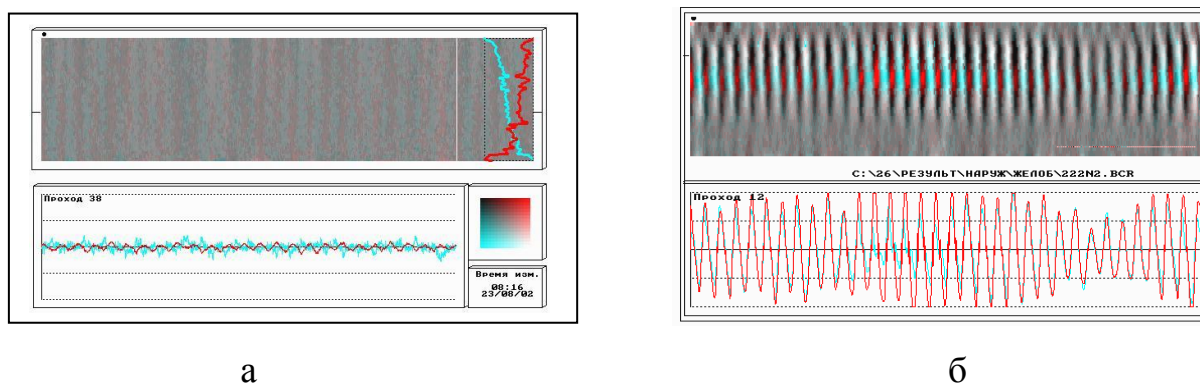 Проход 38
Время изм.
08:16
23/08/02
C:\26\РЕЗУЛЬТ\НАРУЖ\ЖЕЛОБ\222N2.BCR
Проход 12
а
б